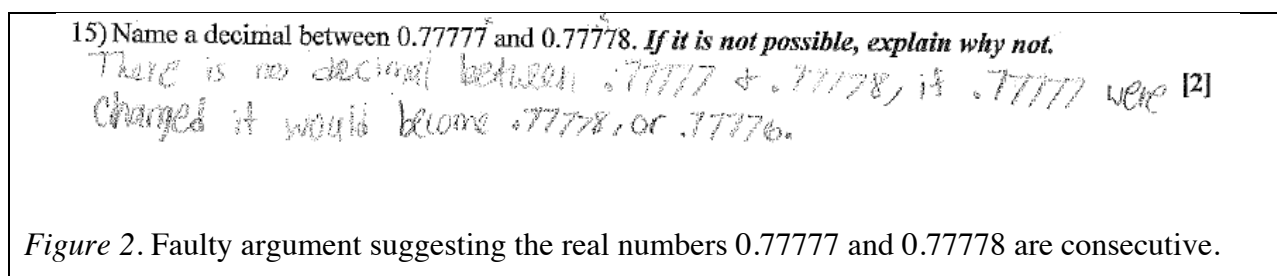 15) Name a decimal between 0.77777 and 0.77778. If it is not possible, explain why not.
There is no decimal between .77777 & .77778, if .77777 were [2]
changed it would become .77778, or .77776.
Figure 2. Faulty argument suggesting the real numbers 0.77777 and 0.77778 are consecutive.